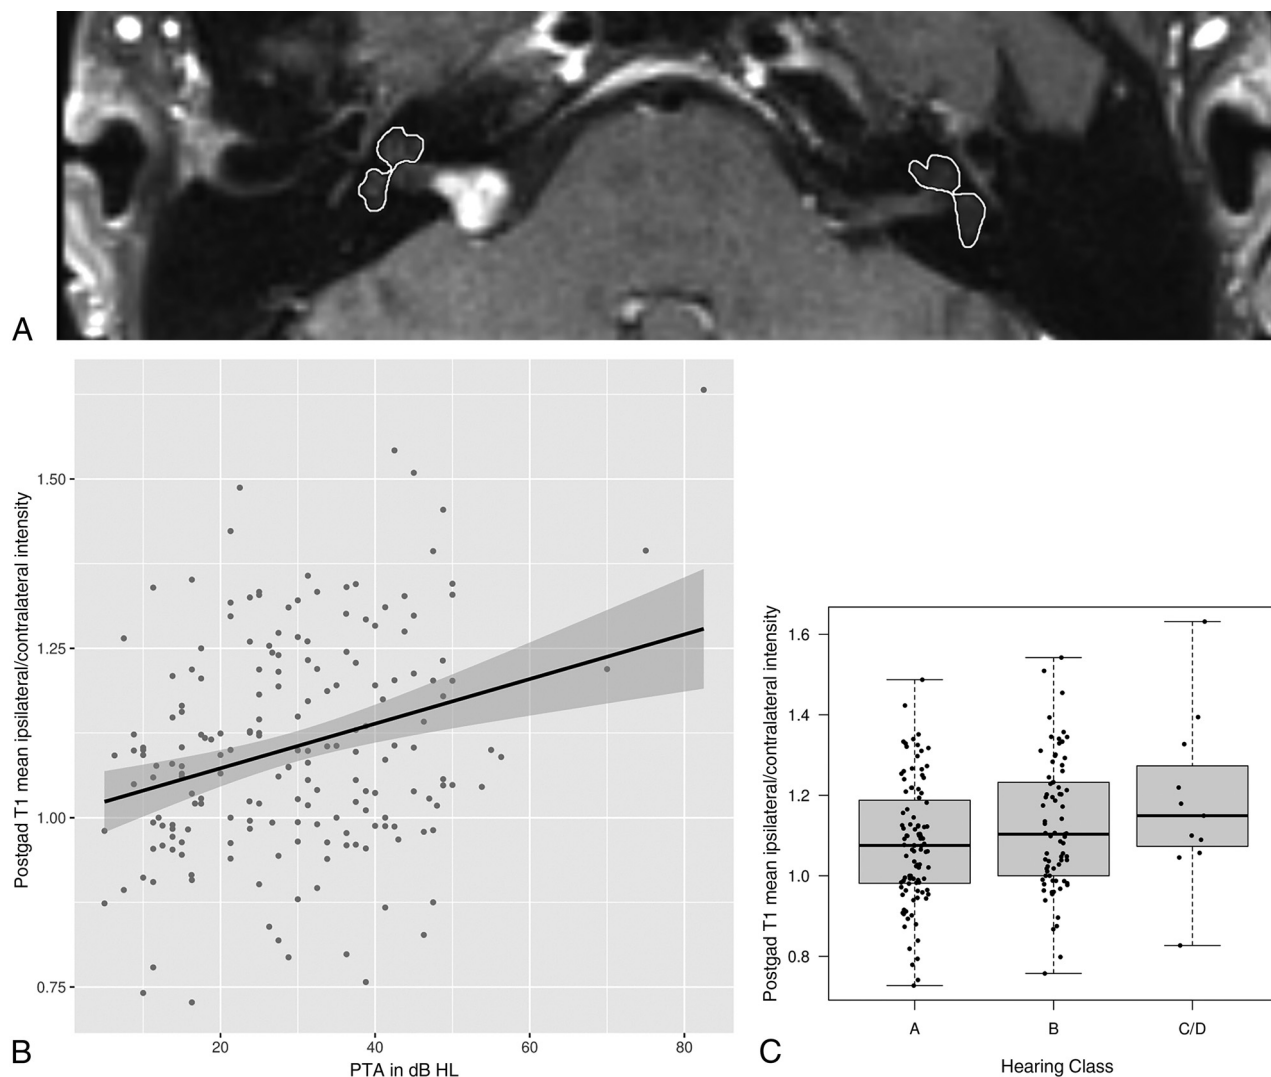 A
Postgad T1 mean ipsilateral/contralateral intensity
1.50
1.25
1.00
0.75
20 40 60 80
PTA in dB HL
B
Postgad T1 mean ipsilateral/contralateral intensity
1.6
1.4
1.2
1.0
0.8
A B C/D
Hearing Class
C